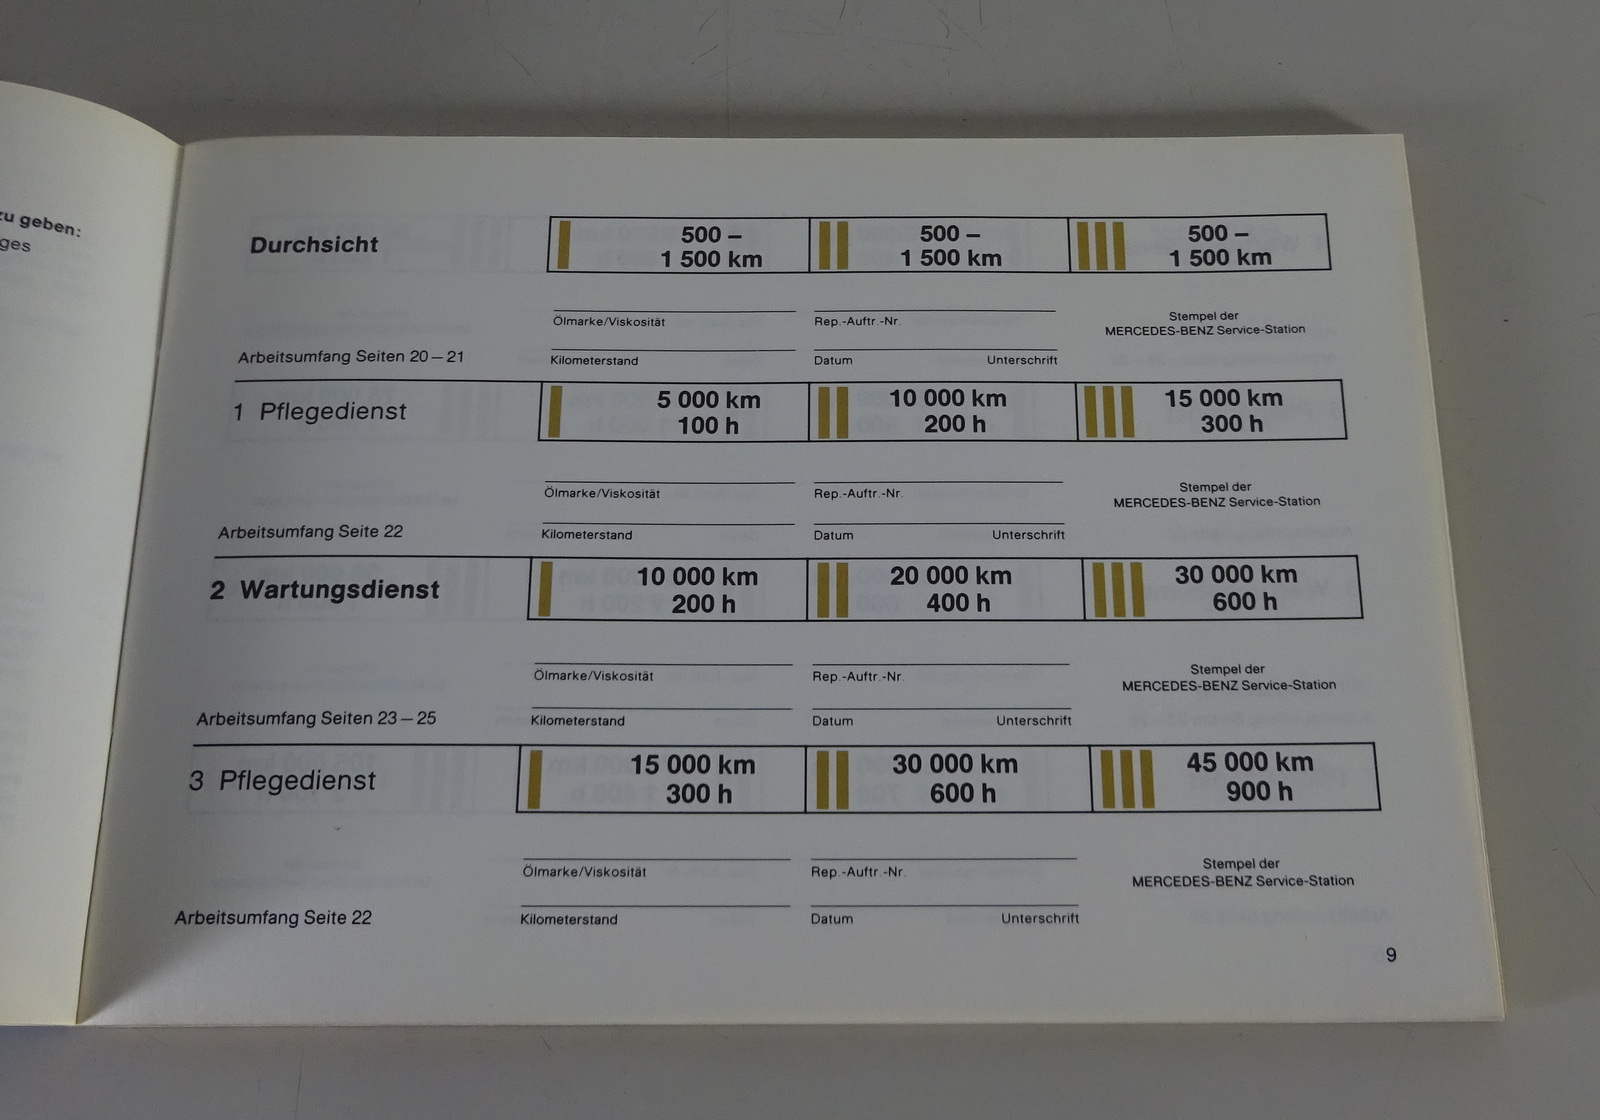 zu geben:
ges
Durchsicht
500 – 500 – 500 –
1 500 km 1 500 km 1 500 km
Ölmarke/Viskosität Rep.-Auftr.-Nr. Stempel der
MERCEDES-BENZ Service-Station
Arbeitsumfang Seiten 20 – 21 Kilometerstand Datum Unterschrift
1 Pflegedienst
5 000 km 10 000 km 15 000 km
100 h 200 h 300 h
Ölmarke/Viskosität Rep.-Auftr.-Nr. Stempel der
MERCEDES-BENZ Service-Station
Arbeitsumfang Seite 22 Kilometerstand Datum Unterschrift
2 Wartungsdienst
10 000 km 20 000 km 30 000 km
200 h 400 h 600 h
Ölmarke/Viskosität Rep.-Auftr.-Nr. Stempel der
MERCEDES-BENZ Service-Station
Arbeitsumfang Seiten 23 – 25 Kilometerstand Datum Unterschrift
3 Pflegedienst
15 000 km 30 000 km 45 000 km
300 h 600 h 900 h
Ölmarke/Viskosität Rep.-Auftr.-Nr. Stempel der
MERCEDES-BENZ Service-Station
Arbeitsumfang Seite 22 Kilometerstand Datum Unterschrift
9